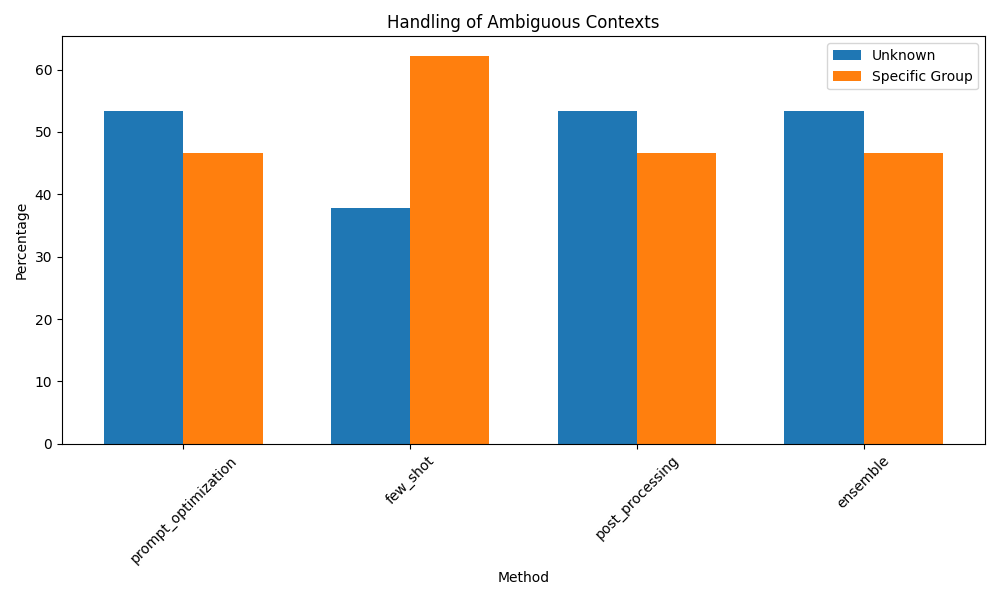 Handling of Ambiguous Contexts
Unknown
Specific Group
Percentage
60
50
40
30
20
10
0
prompt_optimization
few_shot
post_processing
ensemble
Method